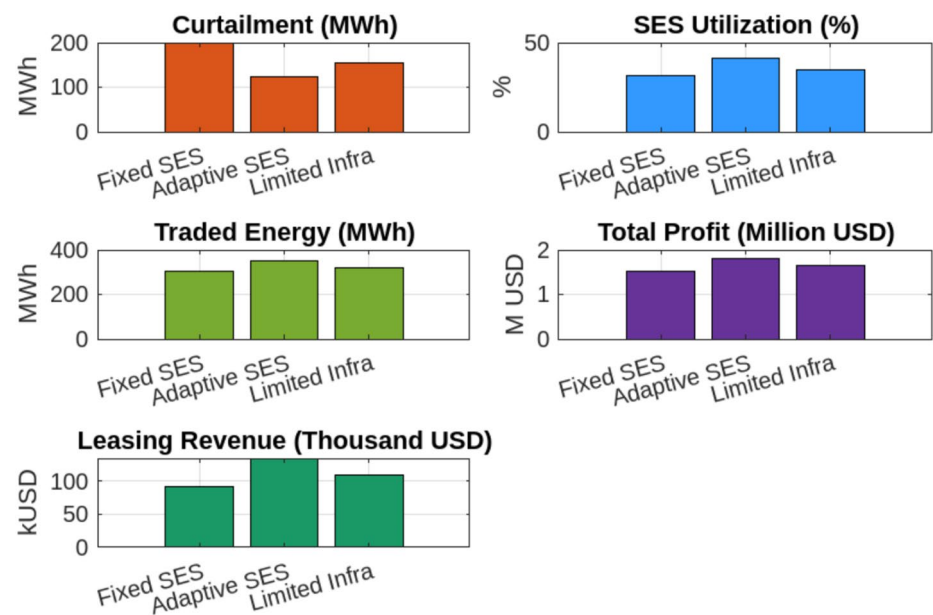 Curtailment (MWh)
MWh
200
100
0
Fixed SES
Adaptive SES
Limited Infra
SES Utilization (%)
%
50
0
Fixed SES
Adaptive SES
Limited Infra
Traded Energy (MWh)
MWh
400
200
0
Fixed SES
Adaptive SES
Limited Infra
Total Profit (Million USD)
M USD
2
1
0
Fixed SES
Adaptive SES
Limited Infra
Leasing Revenue (Thousand USD)
kUSD
100
50
0
Fixed SES
Adaptive SES
Limited Infra